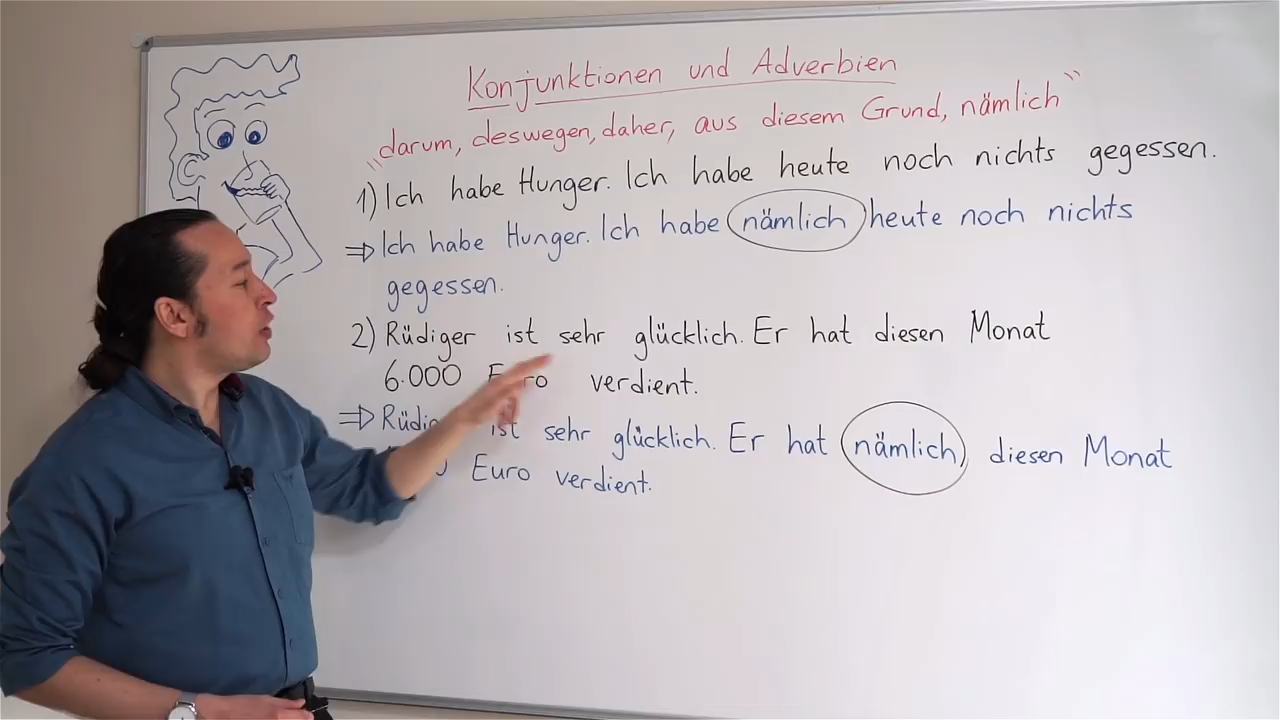 Konjunktionen und Adverbien
"darum, deswegen, daher, aus diesem Grund, nämlich"
1) Ich habe Hunger. Ich habe heute noch nichts gegessen.
⇒ Ich habe Hunger. Ich habe nämlich heute noch nichts
gegessen.
2) Rüdiger ist sehr glücklich. Er hat diesen Monat
6.000 Euro verdient.
⇒ ist sehr glücklich. Er hat nämlich diesen Monat
Euro verdient.